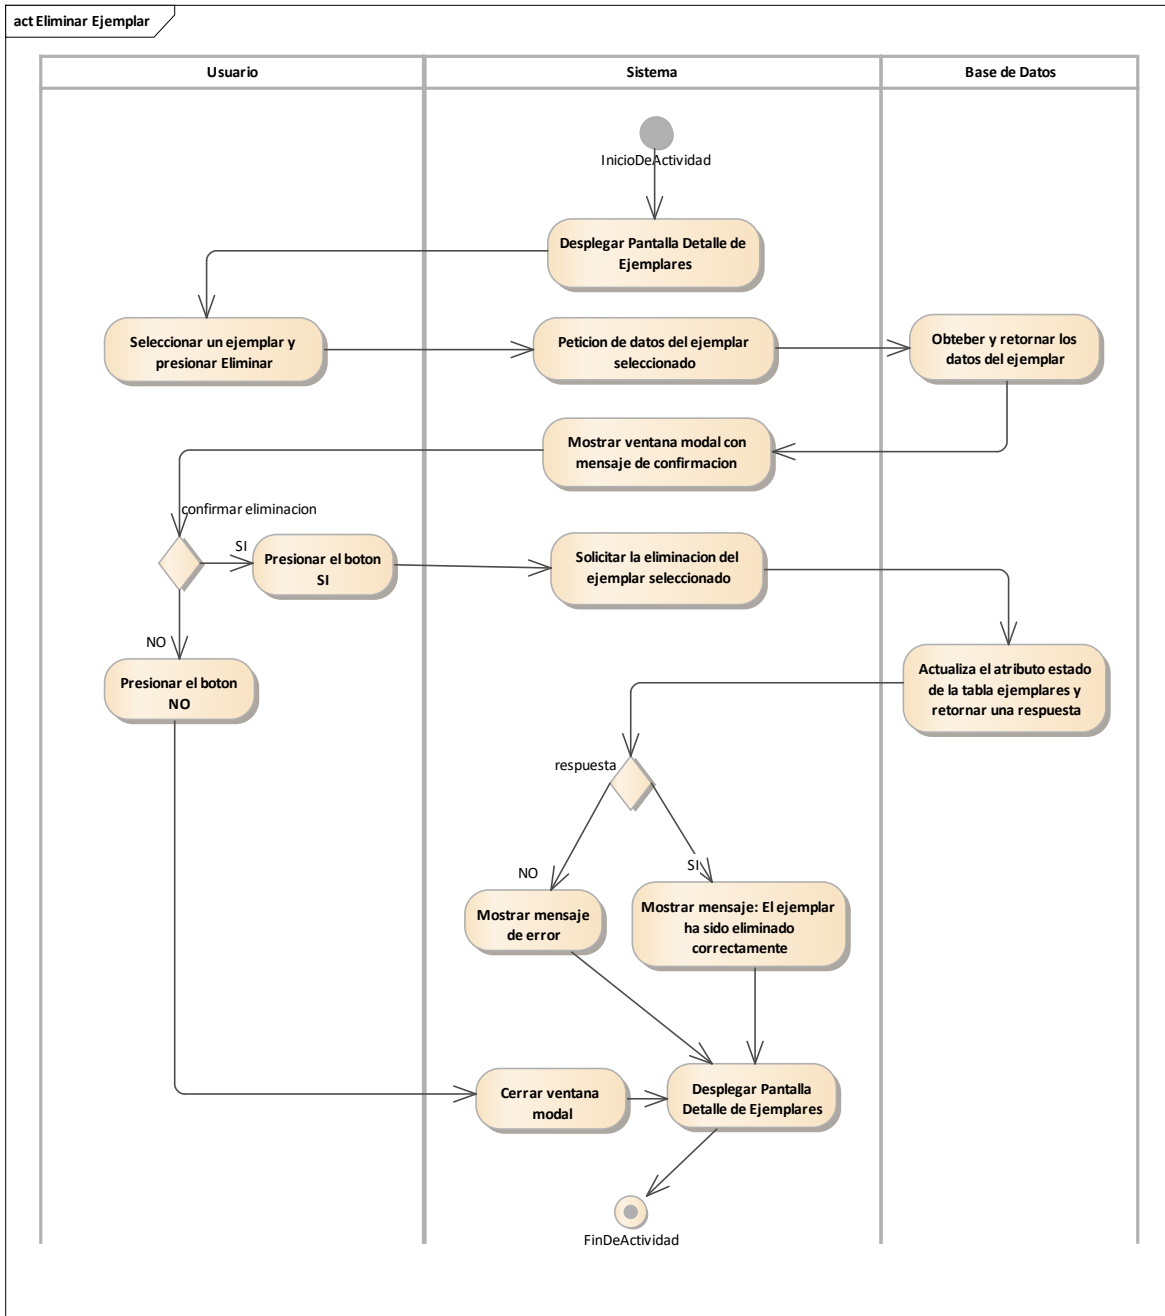 act Eliminar Ejemplar
Usuario
Sistema
Base de Datos
InicioDeActividad
Desplegar Pantalla Detalle de
Ejemplares
Seleccionar un ejemplar y
presionar Eliminar
Peticion de datos del ejemplar
seleccionado
Obteber y retornar los
datos del ejemplar
Mostrar ventana modal con
mensaje de confirmacion
confirmar eliminacion
SI
Presionar el boton
SI
Solicitar la eliminacion del
ejemplar seleccionado
NO
Presionar el boton
NO
Actualiza el atributo estado
de la tabla ejemplares y
retornar una respuesta
respuesta
NO
SI
Mostrar mensaje
de error
Mostrar mensaje: El ejemplar
ha sido eliminado
correctamente
Cerrar ventana
modal
Desplegar Pantalla
Detalle de Ejemplares
FinDeActividad